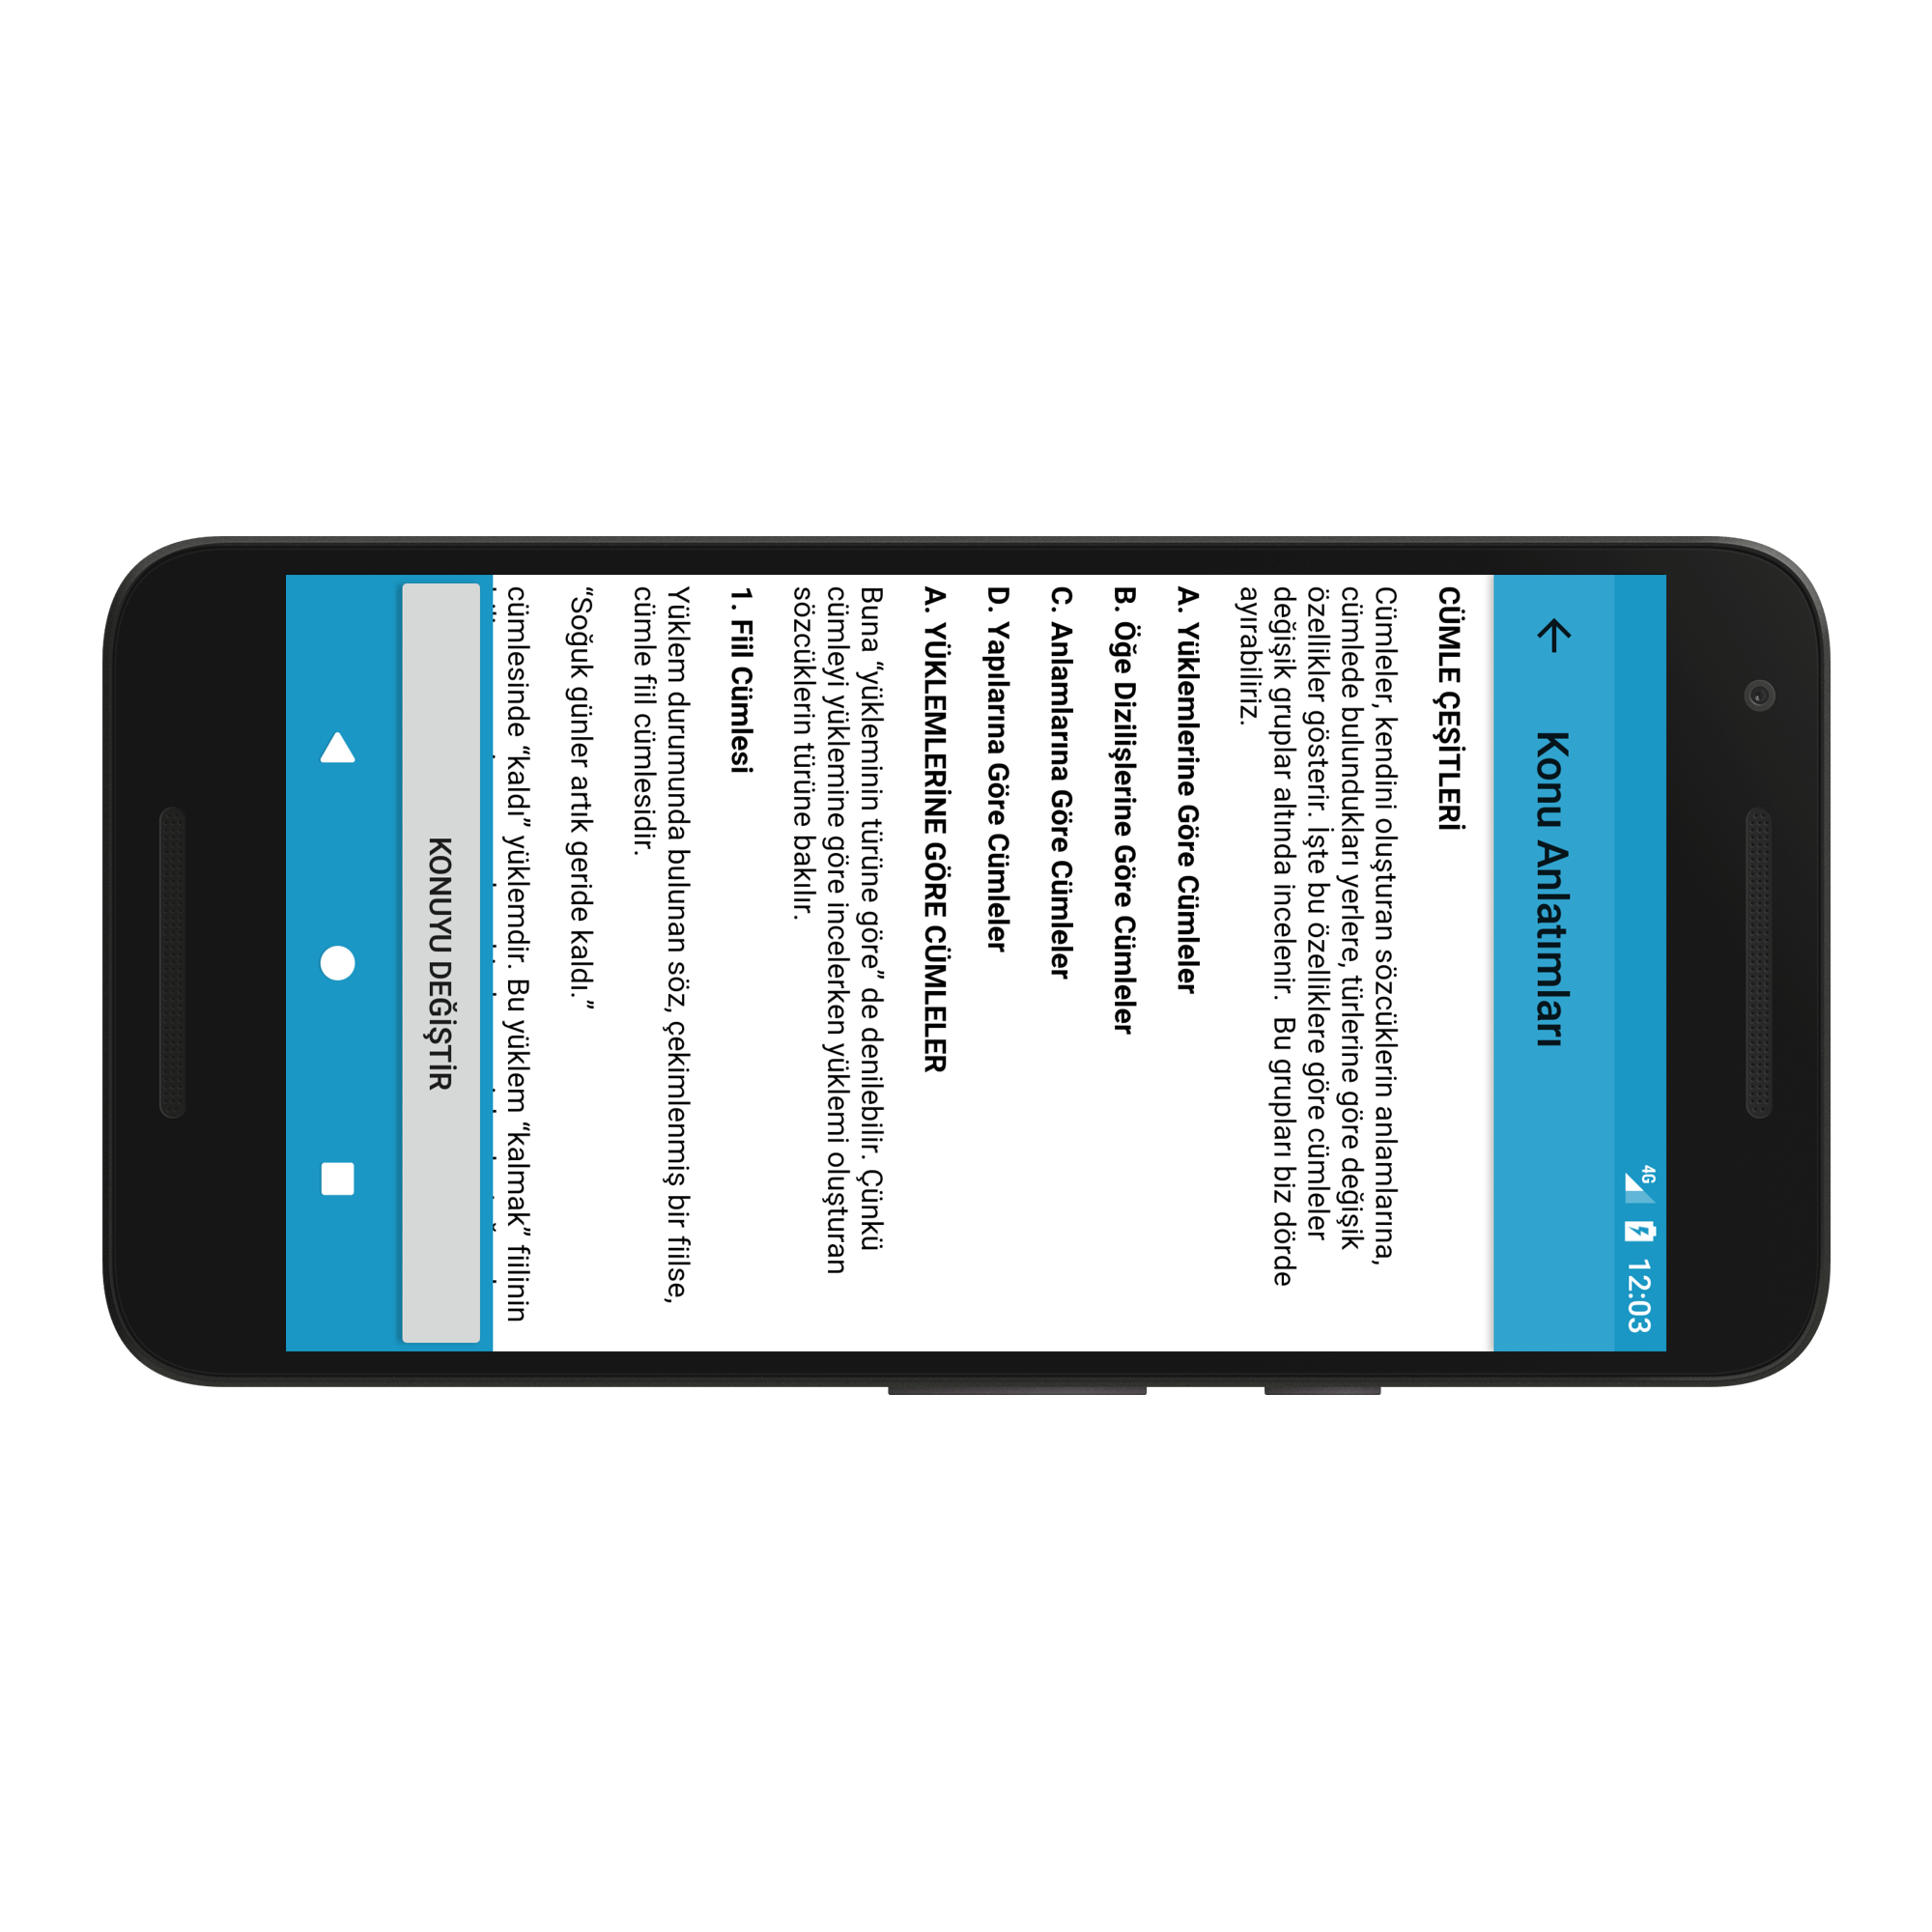 4G 12:03
Konu Anlatımları
CÜMLE ÇEŞİTLERİ
Cümleler, kendini oluşturan sözcüklerin anlamlarına,
cümlede bulundukları yerlere, türlerine göre değişik
özellikler gösterir. İşte bu özelliklere göre cümleler
değişik gruplar altında incelenir. Bu grupları biz dörde
ayırabiliriz.
A. Yüklemlerine Göre Cümleler
B. Öğe Dizilişlerine Göre Cümleler
C. Anlamlarına Göre Cümleler
D. Yapılarına Göre Cümleler
A. YÜKLEMLERİNE GÖRE CÜMLELER
Buna “yükleminin türüne göre” de denilebilir. Çünkü
cümleyi yüklemine göre incelerken yüklemi oluşturan
sözcüklerin türüne bakılır.
1. Fiil Cümlesi
Yüklem durumunda bulunan söz, çekimlenmiş bir fiilse,
cümle fiil cümlesidir.
“Soğuk günler artık geride kaldı.”
cümlesinde “kaldı” yüklemdir. Bu yüklem “kalmak” fiilinin
KONUYU DEĞİŞTİR